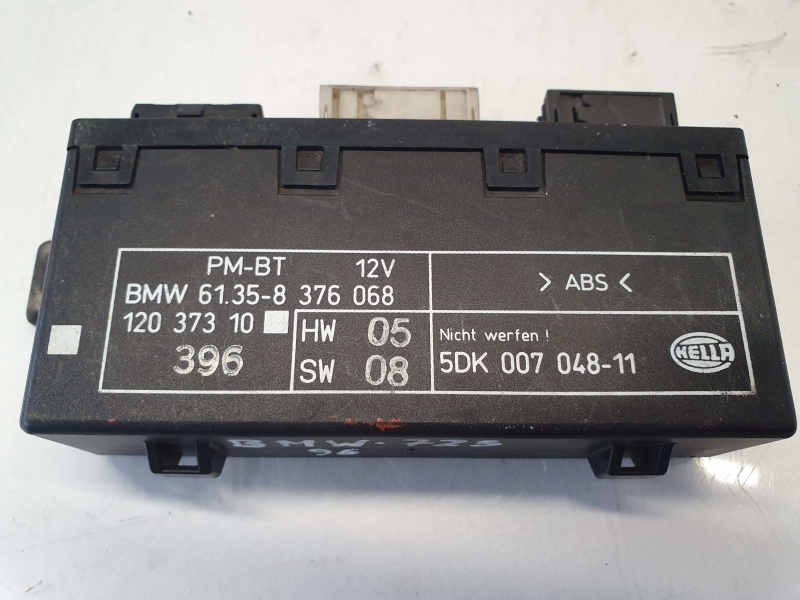 PM-BT 12V
BMW 61.35-8 376 068
120 373 10
396
HW 05
SW 08
> ABS <
Nicht werfen !
5DK 007 048-11
HELLA
BMW-725
96